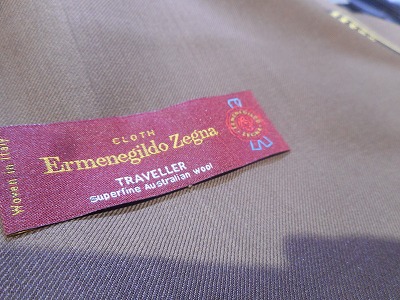 CLOTH
Ermenegildo Zegna
TRAVELLER
superfine Australian wool
Woven in Italy